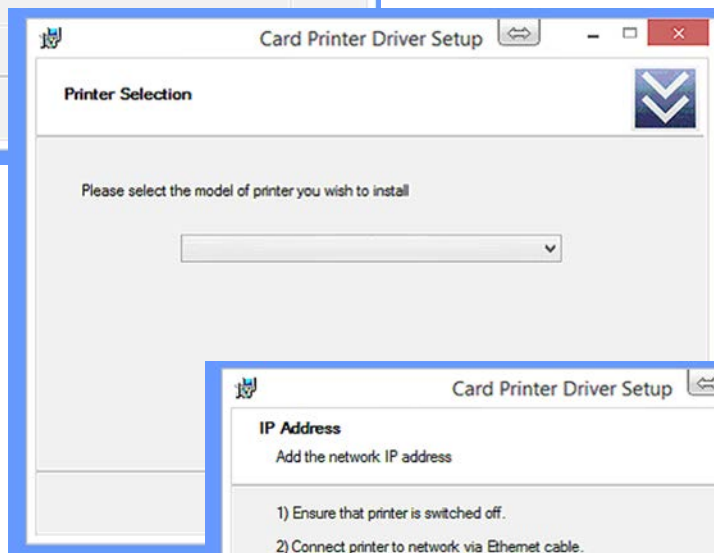 Card Printer Driver Setup
Printer Selection
Please select the model of printer you wish to install
Card Printer Driver Setup
IP Address
Add the network IP address
1) Ensure that printer is switched off.
2) Connect printer to network via Ethernet cable.